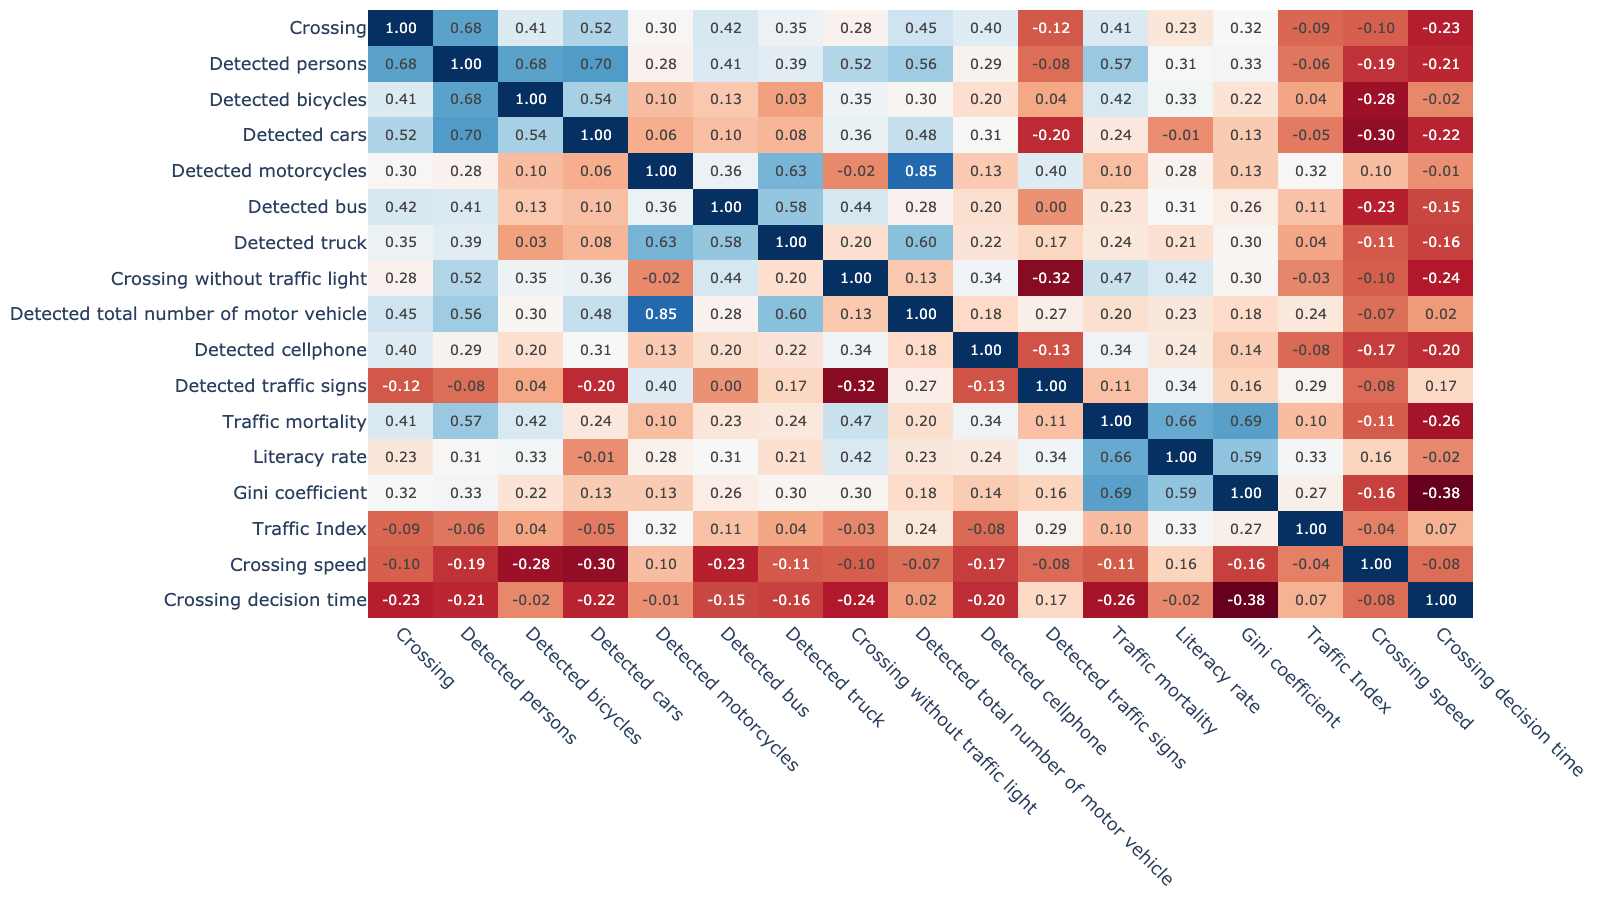 Crossing 1.00 0.68 0.41 0.52 0.30 0.42 0.35 0.28 0.45 0.40 -0.12 0.41 0.23 0.32 -0.09 -0.10 -0.23
Detected persons 0.68 1.00 0.68 0.70 0.28 0.41 0.39 0.52 0.56 0.29 -0.08 0.57 0.31 0.33 -0.06 -0.19 -0.21
Detected bicycles 0.41 0.68 1.00 0.54 0.10 0.13 0.03 0.35 0.30 0.20 0.04 0.42 0.33 0.22 0.04 -0.28 -0.02
Detected cars 0.52 0.70 0.54 1.00 0.06 0.10 0.08 0.36 0.48 0.31 -0.20 0.24 -0.01 0.13 -0.05 -0.30 -0.22
Detected motorcycles 0.30 0.28 0.10 0.06 1.00 0.36 0.63 -0.02 0.85 0.13 0.40 0.10 0.28 0.13 0.32 0.10 -0.01
Detected bus 0.42 0.41 0.13 0.10 0.36 1.00 0.58 0.44 0.28 0.20 0.00 0.23 0.31 0.26 0.11 -0.23 -0.15
Detected truck 0.35 0.39 0.03 0.08 0.63 0.58 1.00 0.20 0.60 0.22 0.17 0.24 0.21 0.30 0.04 -0.11 -0.16
Crossing without traffic light 0.28 0.52 0.35 0.36 -0.02 0.44 0.20 1.00 0.13 0.34 -0.32 0.47 0.42 0.30 -0.03 -0.10 -0.24
Detected total number of motor vehicle 0.45 0.56 0.30 0.48 0.85 0.28 0.60 0.13 1.00 0.18 0.27 0.20 0.23 0.18 0.24 -0.07 0.02
Detected cellphone 0.40 0.29 0.20 0.31 0.13 0.20 0.22 0.34 0.18 1.00 -0.13 0.34 0.24 0.14 -0.08 -0.17 -0.20
Detected traffic signs -0.12 -0.08 0.04 -0.20 0.40 0.00 0.17 -0.32 0.27 -0.13 1.00 0.11 0.34 0.16 0.29 -0.08 0.17
Traffic mortality 0.41 0.57 0.42 0.24 0.10 0.23 0.24 0.47 0.20 0.34 0.11 1.00 0.66 0.69 0.10 -0.11 -0.26
Literacy rate 0.23 0.31 0.33 -0.01 0.28 0.31 0.21 0.42 0.23 0.24 0.34 0.66 1.00 0.59 0.33 0.16 -0.02
Gini coefficient 0.32 0.33 0.22 0.13 0.13 0.26 0.30 0.30 0.18 0.14 0.16 0.69 0.59 1.00 0.27 -0.16 -0.38
Traffic Index -0.09 -0.06 0.04 -0.05 0.32 0.11 0.04 -0.03 0.24 -0.08 0.29 0.10 0.33 0.27 1.00 -0.04 0.07
Crossing speed -0.10 -0.19 -0.28 -0.30 0.10 -0.23 -0.11 -0.10 -0.07 -0.17 -0.08 -0.11 0.16 -0.16 -0.04 1.00 -0.08
Crossing decision time -0.23 -0.21 -0.02 -0.22 -0.01 -0.15 -0.16 -0.24 0.02 -0.20 0.17 -0.26 -0.02 -0.38 0.07 -0.08 1.00
Crossing
Detected persons
Detected bicycles
Detected cars
Detected motorcycles
Detected bus
Detected truck
Crossing without traffic light
Detected total number of motor vehicle
Detected cellphone
Detected traffic signs
Traffic mortality
Literacy rate
Gini coefficient
Traffic Index
Crossing speed
Crossing decision time